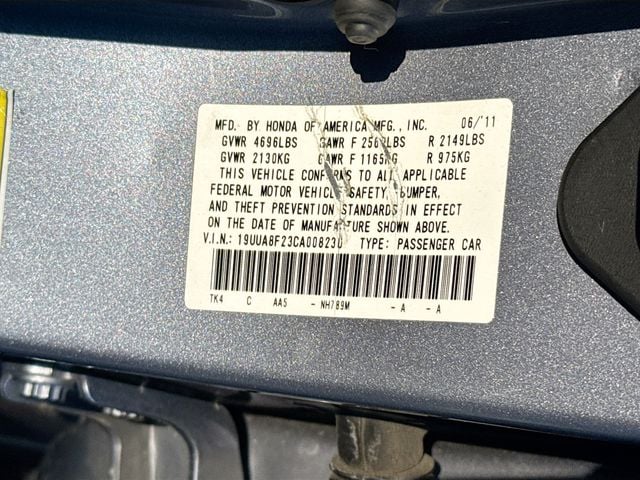 MFD. BY HONDA OF AMERICA MFG., INC. 06/'11
GVWR 4696LBS GAWR F LBS R 2149LBS
GVWR 2130KG GAWR F 1165KG R 975KG
THIS VEHICLE CONFORMS TO ALL APPLICABLE
FEDERAL MOTOR VEHICLE SAFETY, BUMPER,
AND THEFT PREVENTION STANDARDS IN EFFECT
ON THE DATE OF MANUFACTURE SHOWN ABOVE.
V.I.N.: 19UUA8F23CA008230 TYPE: PASSENGER CAR
TK4 C AA5 - NH789M - A - A